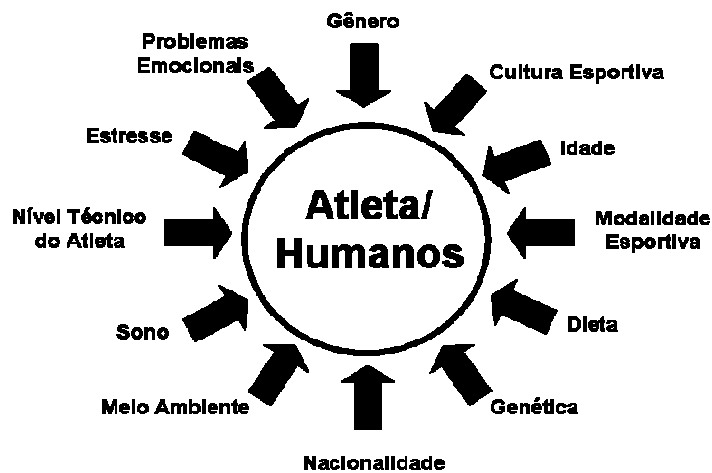 Gênero
Problemas
Emocionais
Cultura Esportiva
Estresse
Idade
Atleta/
Humanos
Nível Técnico
do Atleta
Modalidade
Esportiva
Sono
Dieta
Meio Ambiente
Genética
Nacionalidade